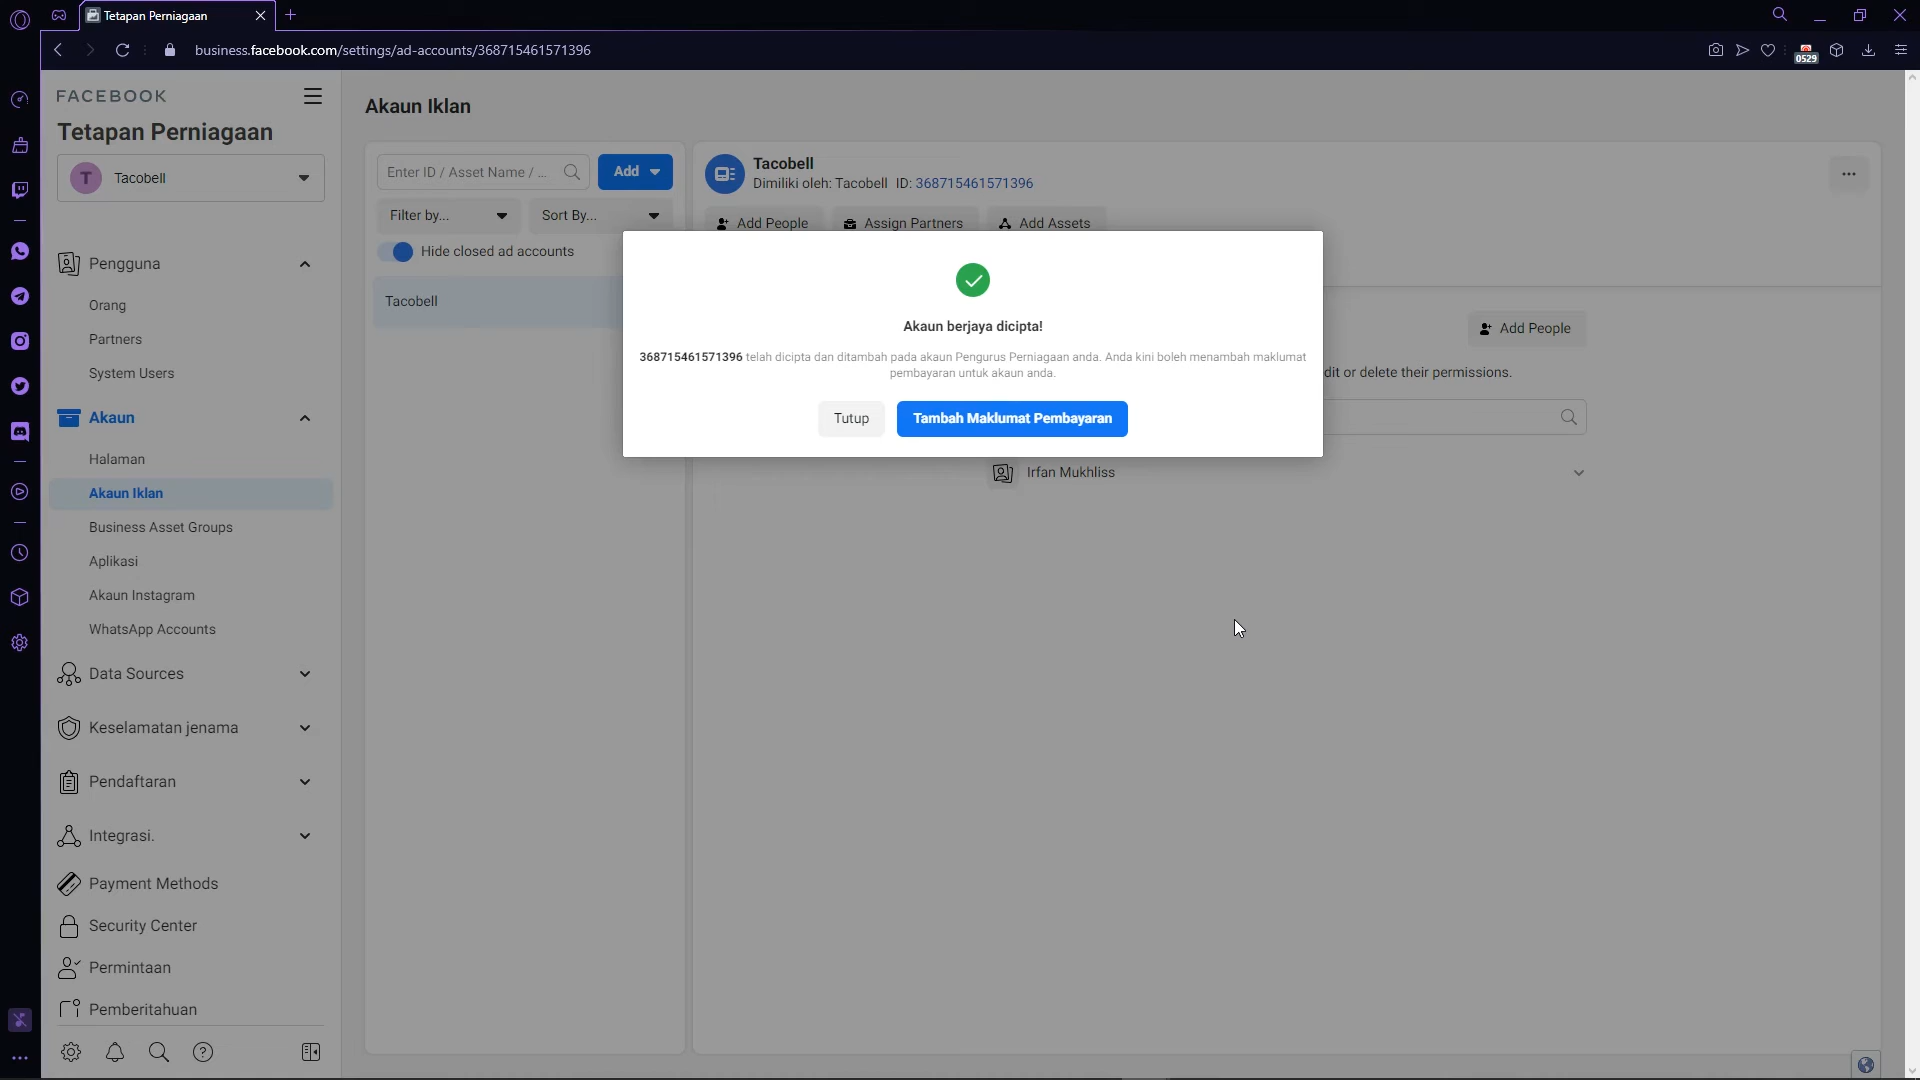 Tetapan Perniagaan
business.facebook.com/settings/ad-accounts/368715461571396
0529
FACEBOOK
Tetapan Perniagaan
T
Tacobell
Pengguna
Orang
Partners
System Users
Akaun
Halaman
Akaun Iklan
Business Asset Groups
Aplikasi
Akaun Instagram
WhatsApp Accounts
Data Sources
Keselamatan jenama
Pendaftaran
Integrasi.
Payment Methods
Security Center
Permintaan
Pemberitahuan
Akaun Iklan
Enter ID / Asset Name / ...
Add
Filter by...
Sort By...
Hide closed ad accounts
Tacobell
Tacobell
Dimiliki oleh: Tacobell ID: 368715461571396
Add People
Assign Partners
Add Assets
Akaun berjaya dicipta!
368715461571396 telah dicipta dan ditambah pada akaun Pengurus Perniagaan anda. Anda kini boleh menambah maklumat
pembayaran untuk akaun anda.
Tutup
Tambah Maklumat Pembayaran
Add People
dit or delete their permissions.
Irfan Mukhliss